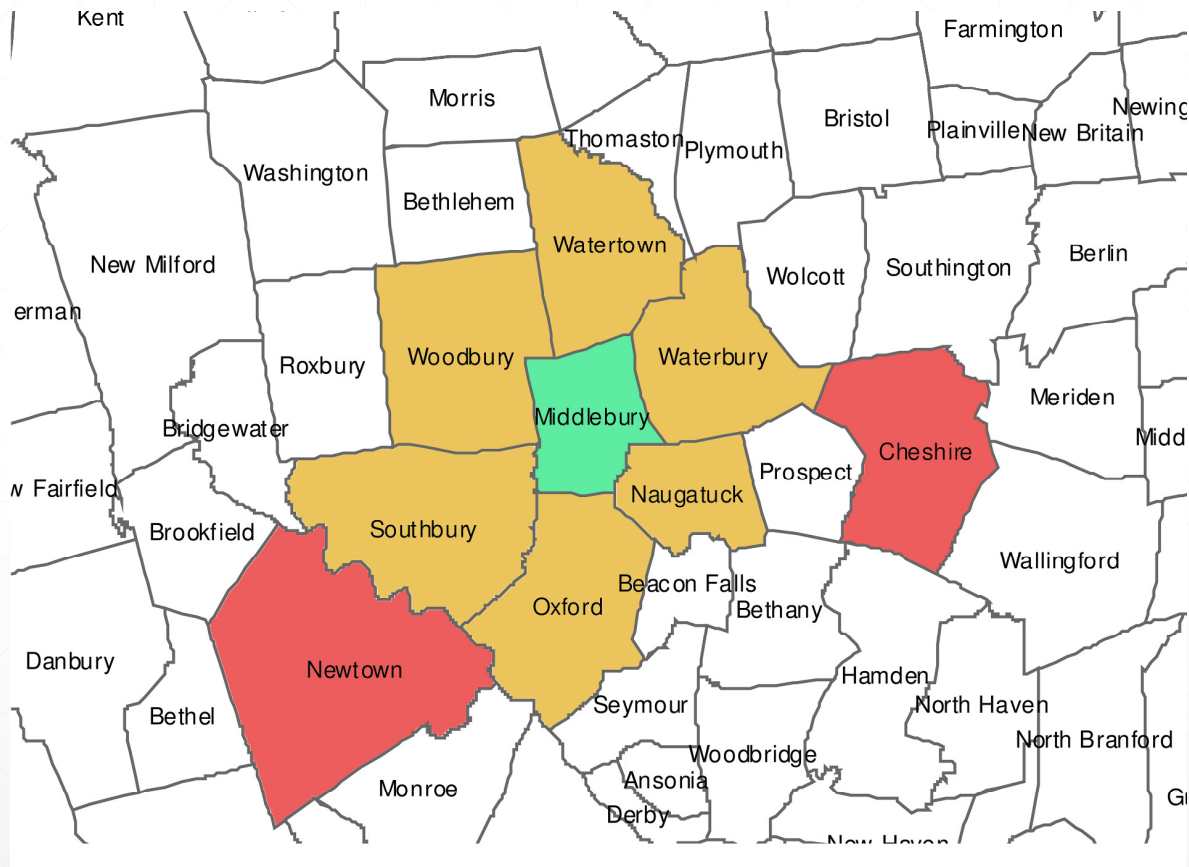 Kent
Farmington
Morris
Newing
Bristol
Plainville
New Britain
Thomaston
Plymouth
Washington
Bethlehem
Watertown
Berlin
New Milford
Wolcott
Southington
erman
Woodbury
Waterbury
Roxbury
Meriden
Middlebury
Bridgewater
Midd
Cheshire
Prospect
w Fairfield
Naugatuck
Southbury
Brookfield
Wallingford
Beacon Falls
Oxford
Bethany
Danbury
Newtown
Hamden
Seymour
North Haven
Bethel
North Branford
Woodbridge
Ansonia
Monroe
Derby
New Haven